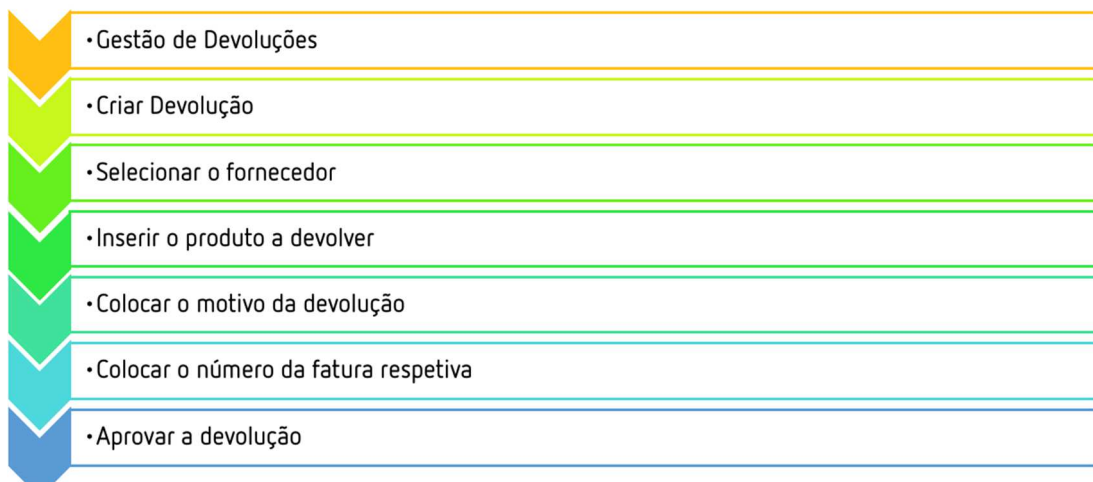 •Gestão de Devoluções
•Criar Devolução
•Selecionar o fornecedor
•Inserir o produto a devolver
•Colocar o motivo da devolução
•Colocar o número da fatura respetiva
•Aprovar a devolução